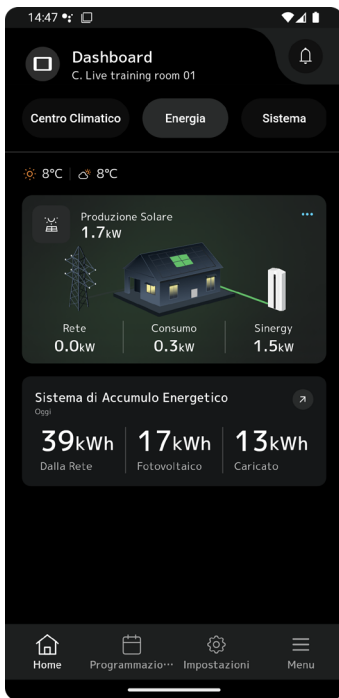 14:47
Dashboard
C. Live training room 01
Centro Climatico Energia Sistema
8°C 8°C
Produzione Solare
1.7kW
Rete Consumo Sinergy
0.0kW 0.3kW 1.5kW
Sistema di Accumulo Energetico
Oggi
39kWh 17kWh 13kWh
Dalla Rete Fotovoltaico Caricato
Home Programmazio··· Impostazioni Menu